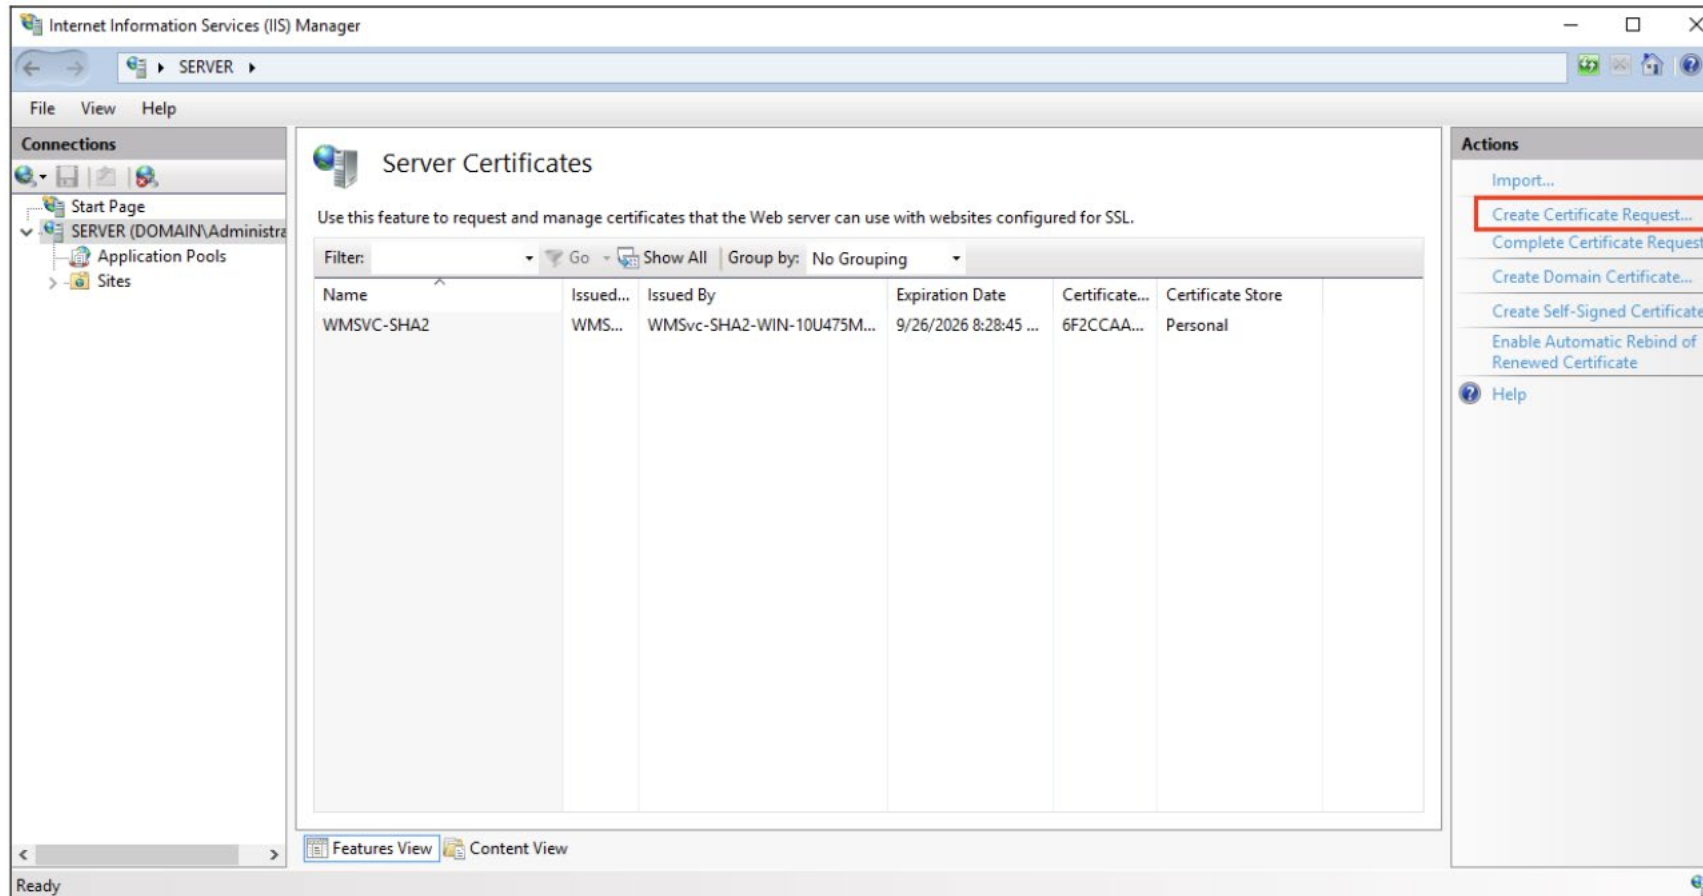 Internet Information Services (IIS) Manager
SERVER
File View Help
Connections
Start Page
SERVER (DOMAIN\Administra
Application Pools
Sites
Server Certificates
Use this feature to request and manage certificates that the Web server can use with websites configured for SSL.
Filter: Go Show All Group by: No Grouping
Name Issued... Issued By Expiration Date Certificate... Certificate Store
WMSVC-SHA2 WMS... WMSvc-SHA2-WIN-10U475M... 9/26/2026 8:28:45 ... 6F2CCAA... Personal
Features View Content View
Actions
Import...
Create Certificate Request...
Complete Certificate Request
Create Domain Certificate...
Create Self-Signed Certificate
Enable Automatic Rebind of
Renewed Certificate
Help
Ready